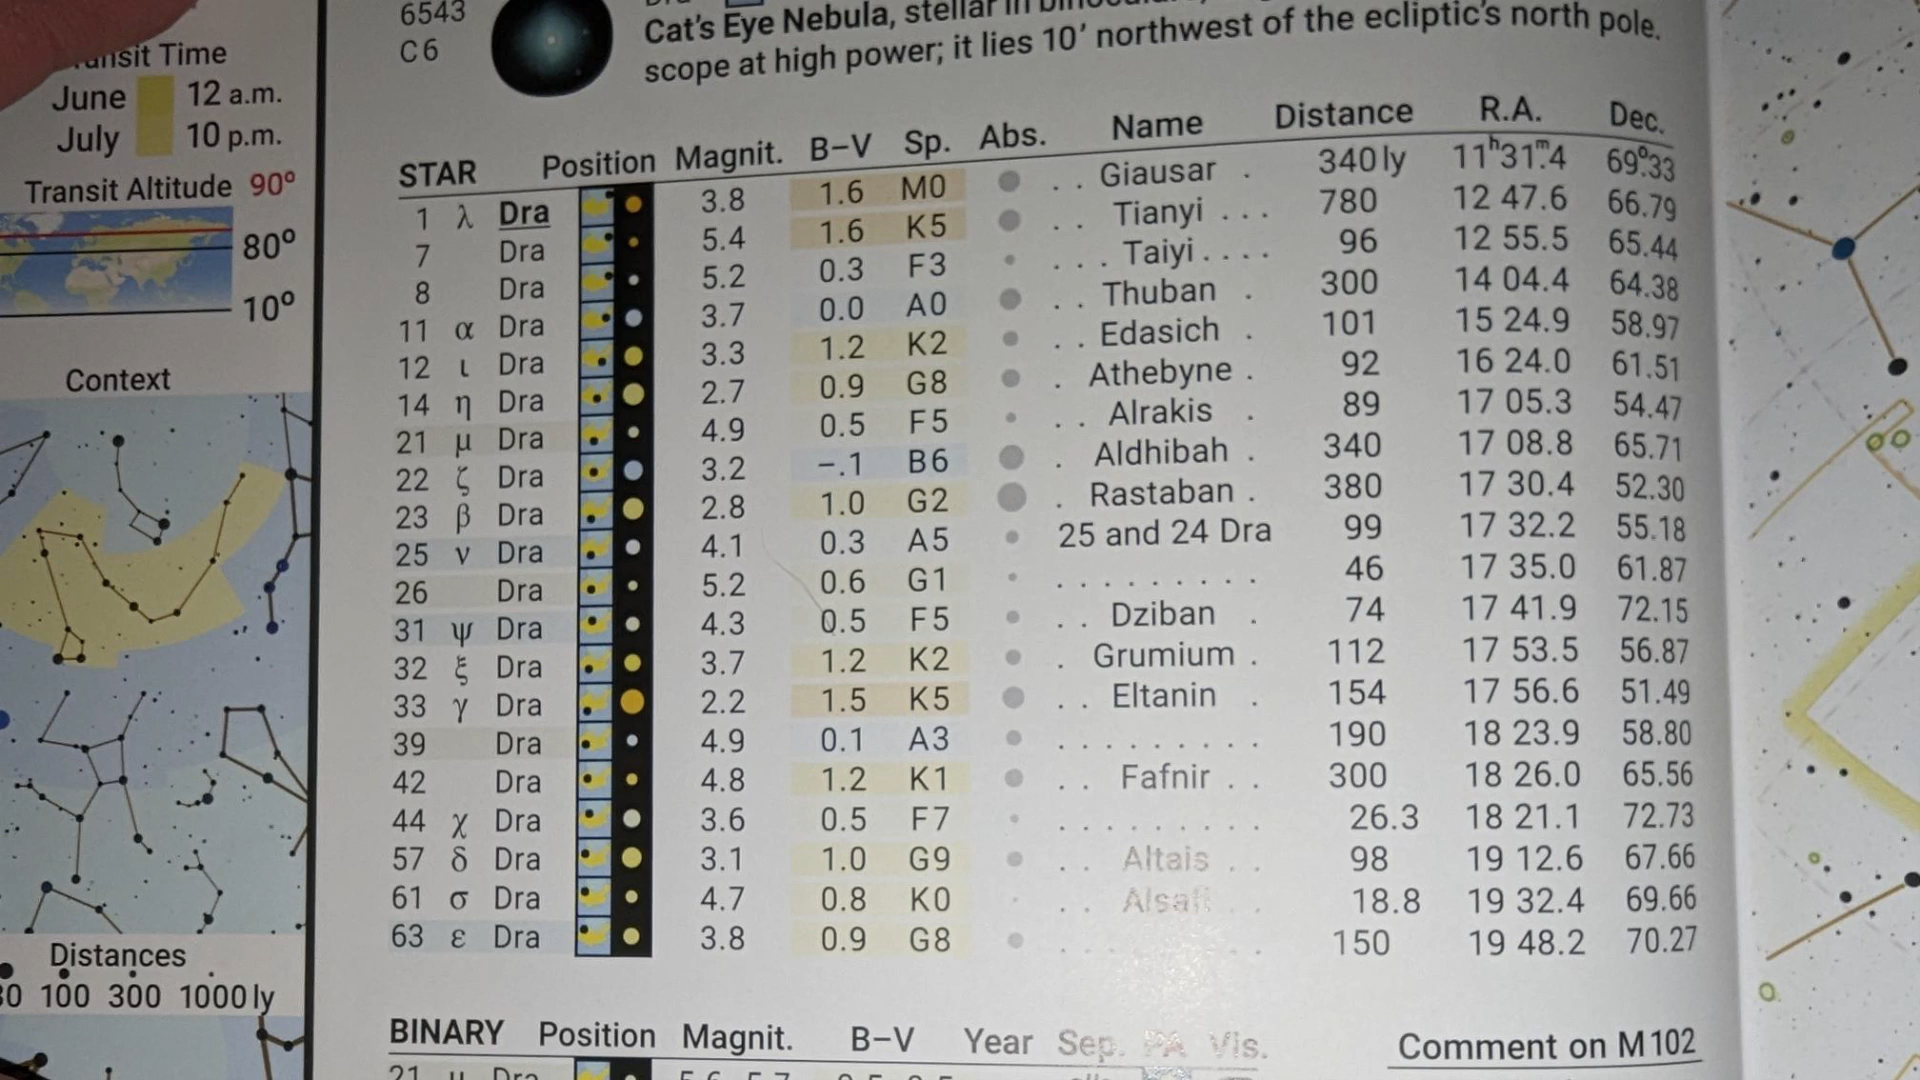 Transit Time
June 12 a.m.
July 10 p.m.
Transit Altitude 90°
80°
10°
Context
Distances
100 300 1000 ly
6543
C 6
Cat's Eye Nebula, stellar in
scope at high power; it lies 10′ northwest of the ecliptic's north pole.
STAR Position Magnit. B–V Sp. Abs. Name Distance R.A. Dec.
1 λ Dra 3.8 1.6 M0 . . Giausar . 340 ly 11ʰ31ᵐ.4 69°.33
7 Dra 5.4 1.6 K5 . . Tianyi . . . 780 12 47.6 66.79
8 Dra 5.2 0.3 F3 . . . Taiyi . . . . 96 12 55.5 65.44
11 α Dra 3.7 0.0 A0 . . Thuban . 300 14 04.4 64.38
12 ι Dra 3.3 1.2 K2 . . Edasich . 101 15 24.9 58.97
14 η Dra 2.7 0.9 G8 . Athebyne . 92 16 24.0 61.51
21 μ Dra 4.9 0.5 F5 . . Alrakis . 89 17 05.3 54.47
22 ζ Dra 3.2 –.1 B6 . Aldhibah . 340 17 08.8 65.71
23 β Dra 2.8 1.0 G2 . Rastaban . 380 17 30.4 52.30
25 ν Dra 4.1 0.3 A5 25 and 24 Dra 99 17 32.2 55.18
26 Dra 5.2 0.6 G1 . . . . . . . . . 46 17 35.0 61.87
31 ψ Dra 4.3 0.5 F5 . . Dziban . 74 17 41.9 72.15
32 ξ Dra 3.7 1.2 K2 . Grumium . 112 17 53.5 56.87
33 γ Dra 2.2 1.5 K5 . . Eltanin . 154 17 56.6 51.49
39 Dra 4.9 0.1 A3 . . . . . . . . . 190 18 23.9 58.80
42 Dra 4.8 1.2 K1 . . Fafnir . . 300 18 26.0 65.56
44 χ Dra 3.6 0.5 F7 . . . . . . . . . 26.3 18 21.1 72.73
57 δ Dra 3.1 1.0 G9 . . Altais . . 98 19 12.6 67.66
61 σ Dra 4.7 0.8 K0 . . Alsafi . . 18.8 19 32.4 69.66
63 ε Dra 3.8 0.9 G8 150 19 48.2 70.27
BINARY Position Magnit. B–V Year Sep. PA Vis.
Comment on M 102
21 μ Dra